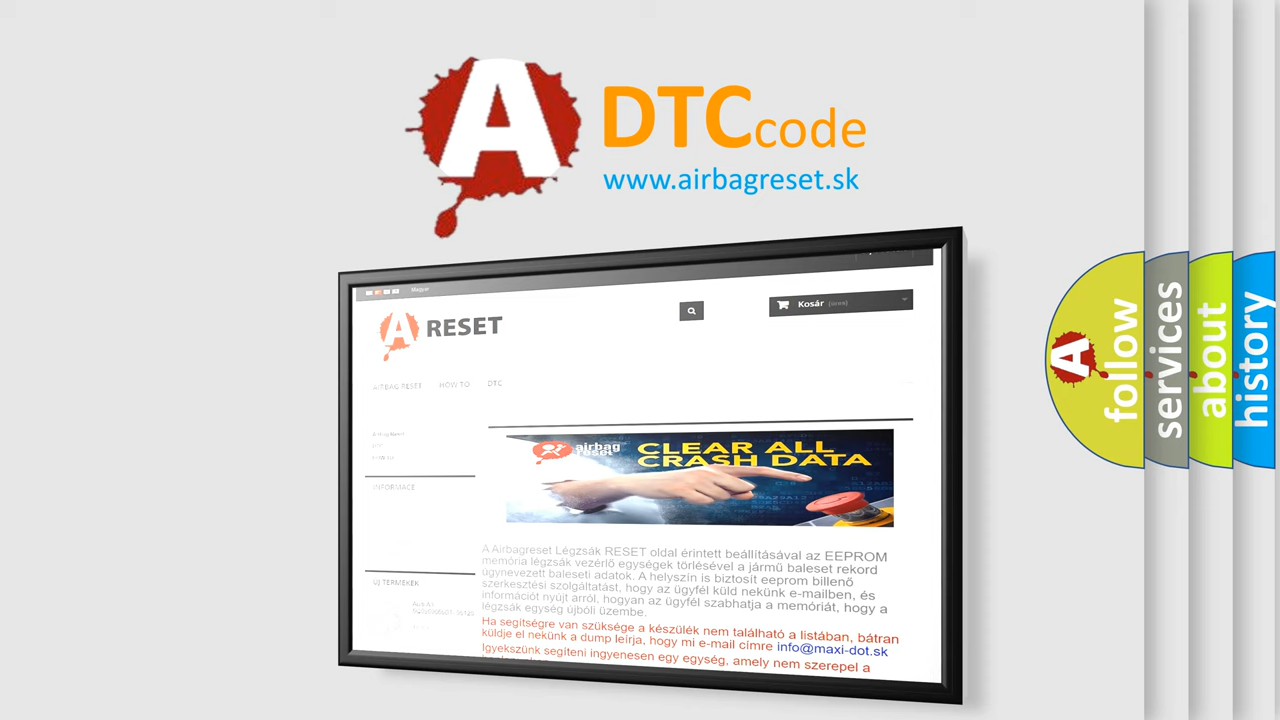 A DTC code
www.airbagreset.sk
Magyar
Kosár
A RESET
AIRBAG RESET HOW TO DTC
INFORMACE
ÚJ TERMÉKEK
airbag
reset
CLEAR ALL
CRASH DATA
A Airbagreset Légzsák RESET oldal érintett beállításával az EEPROM
memória légzsák vezérlő egységek törlésével a jármű baleset rekord
úgynevezett baleseti adatok. A helyszín is biztosít eeprom billenő
szerkesztési szolgáltatást, hogy az ügyfél küld nekünk e-mailben, és
információt nyújt arról, hogyan az ügyfél szabhatja a memóriát, hogy a
légzsák egység újbóli üzembe.
Ha segítségre van szüksége a készülék nem található a listában, bátran
küldje el nekünk a dump leírja, hogy mi e-mail címre info@maxi-dot.sk
Igyekszünk segíteni ingyenesen egy egység, amely nem szerepel a
A
follow
services
about
history